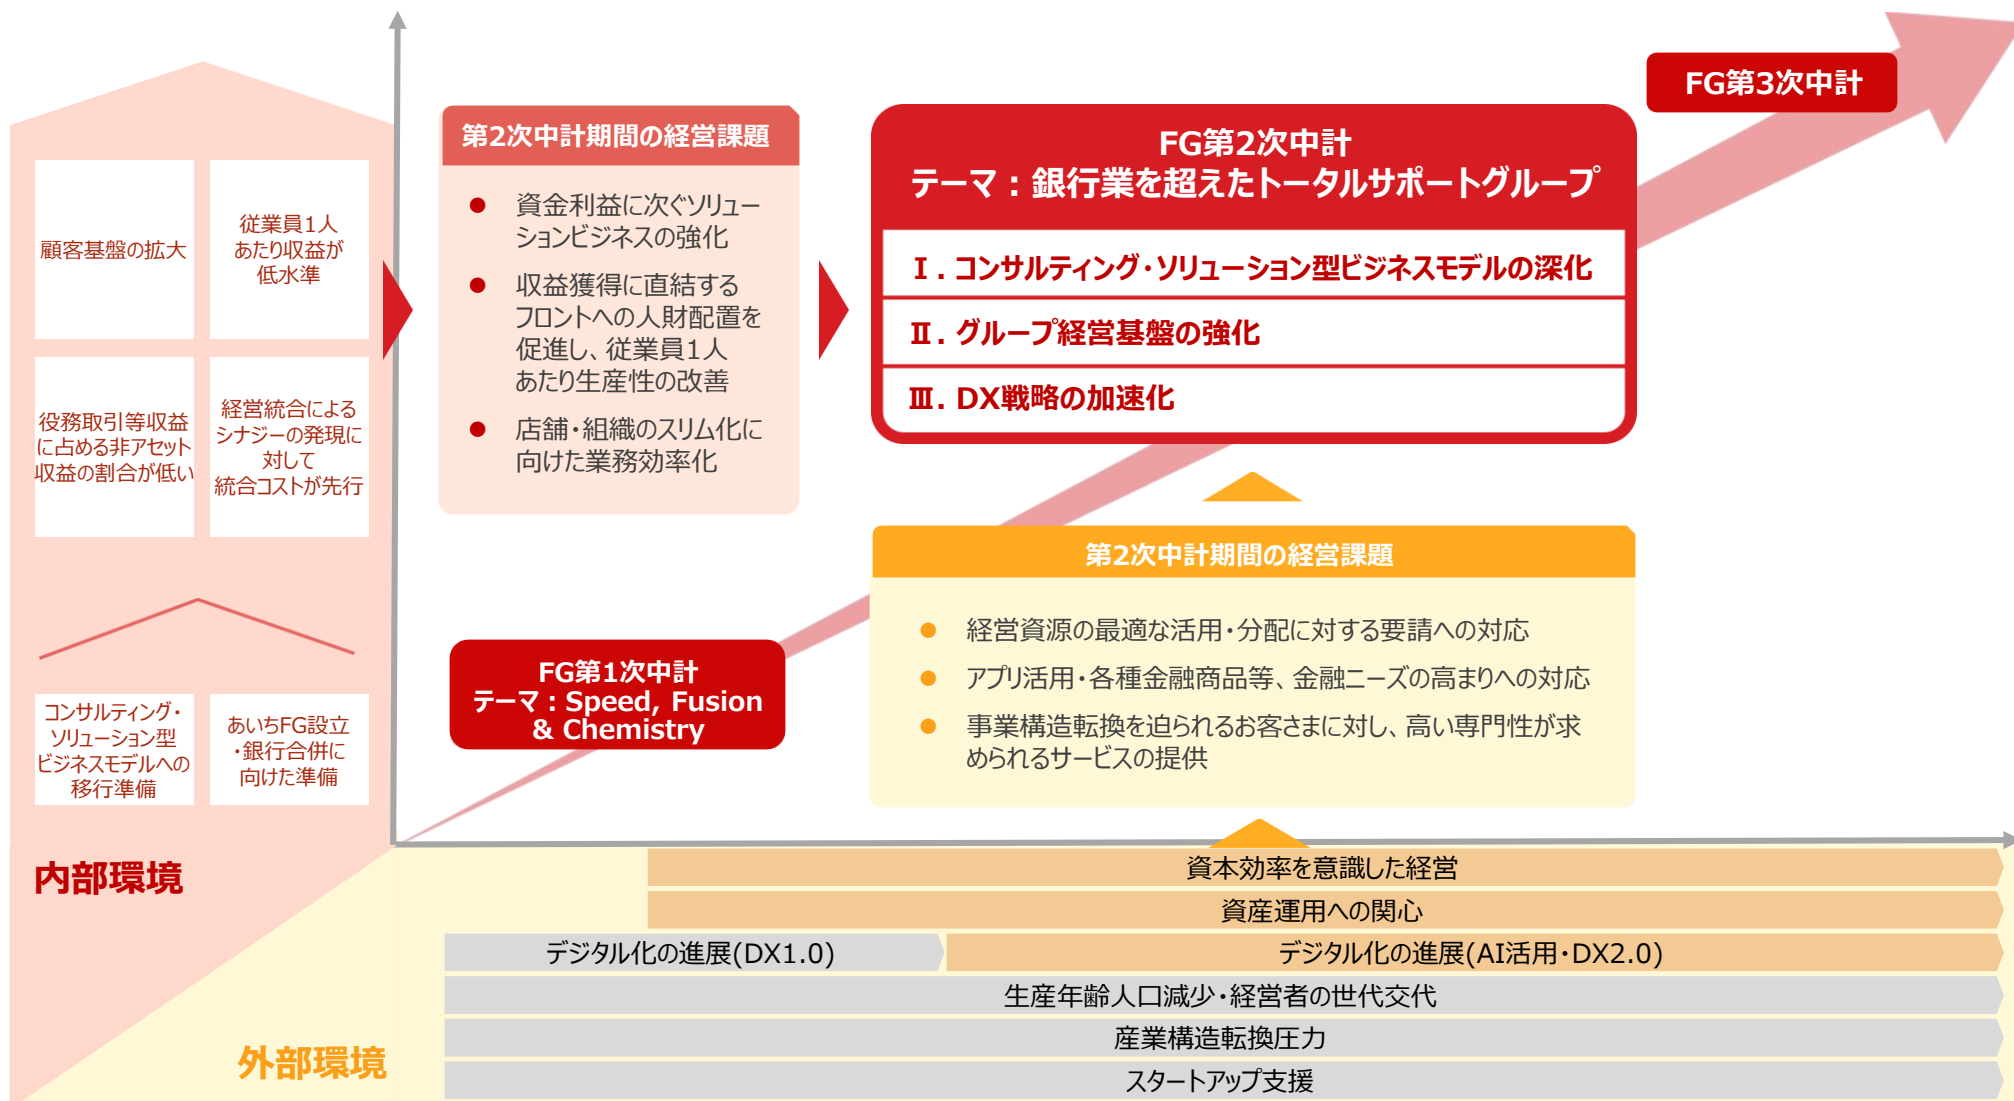 顧客基盤の拡大
従業員1人
あたり収益が
低水準
役務取引等収益
に占める非アセット
収益の割合が低い
経営統合による
シナジーの発現に
対して
統合コストが先行
コンサルティング・
ソリューション型
ビジネスモデルへの
移行準備
あいちFG設立
・銀行合併に
向けた準備
内部環境
第2次中計期間の経営課題
● 資金利益に次ぐソリュー
ションビジネスの強化
● 収益獲得に直結する
フロントへの人財配置を
促進し、従業員1人
あたり生産性の改善
● 店舗・組織のスリム化に
向けた業務効率化
FG第1次中計
テーマ：Speed, Fusion
& Chemistry
FG第2次中計
テーマ：銀行業を超えたトータルサポートグループ
Ⅰ. コンサルティング・ソリューション型ビジネスモデルの深化
Ⅱ. グループ経営基盤の強化
Ⅲ. DX戦略の加速化
FG第3次中計
第2次中計期間の経営課題
● 経営資源の最適な活用・分配に対する要請への対応
● アプリ活用・各種金融商品等、金融ニーズの高まりへの対応
● 事業構造転換を迫られるお客さまに対し、高い専門性が求
められるサービスの提供
資本効率を意識した経営
資産運用への関心
デジタル化の進展(DX1.0)
デジタル化の進展(AI活用・DX2.0)
生産年齢人口減少・経営者の世代交代
産業構造転換圧力
スタートアップ支援
外部環境